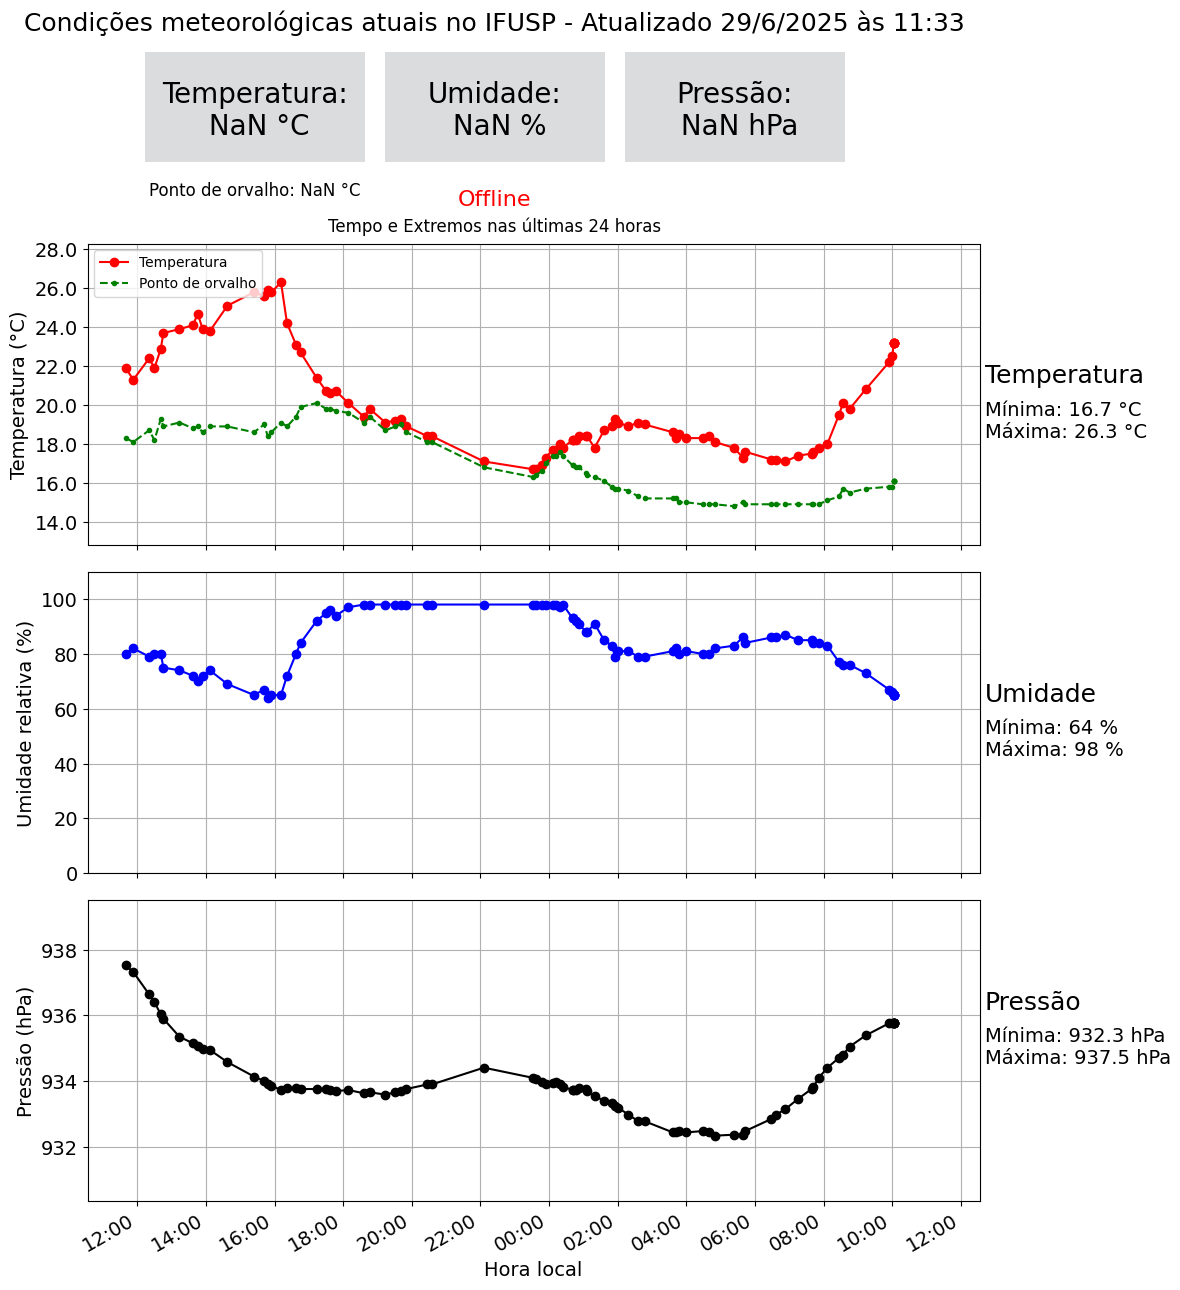 Condições meteorológicas atuais no IFUSP - Atualizado 29/6/2025 às 11:33
Temperatura:
NaN °C
Umidade:
NaN %
Pressão:
NaN hPa
Ponto de orvalho: NaN °C
Offline
Tempo e Extremos nas últimas 24 horas
Temperatura
Ponto de orvalho
Temperatura (°C)
28.0
26.0
24.0
22.0
20.0
18.0
16.0
14.0
Temperatura
Mínima: 16.7 °C
Máxima: 26.3 °C
Umidade relativa (%)
100
80
60
40
20
0
Umidade
Mínima: 64 %
Máxima: 98 %
Pressão (hPa)
938
936
934
932
Pressão
Mínima: 932.3 hPa
Máxima: 937.5 hPa
12:00
14:00
16:00
18:00
20:00
22:00
00:00
02:00
04:00
06:00
08:00
10:00
12:00
Hora local